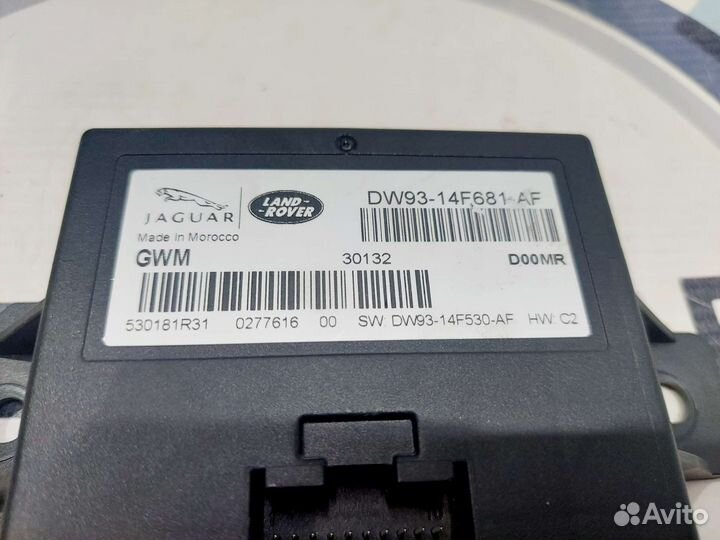 JAGUAR
LAND-
-ROVER
DW93-14F681-AF
Made in Morocco
GWM 30132 D00MR
530181R31 0277616 00 SW: DW93-14F530-AF HW: C2
Avito